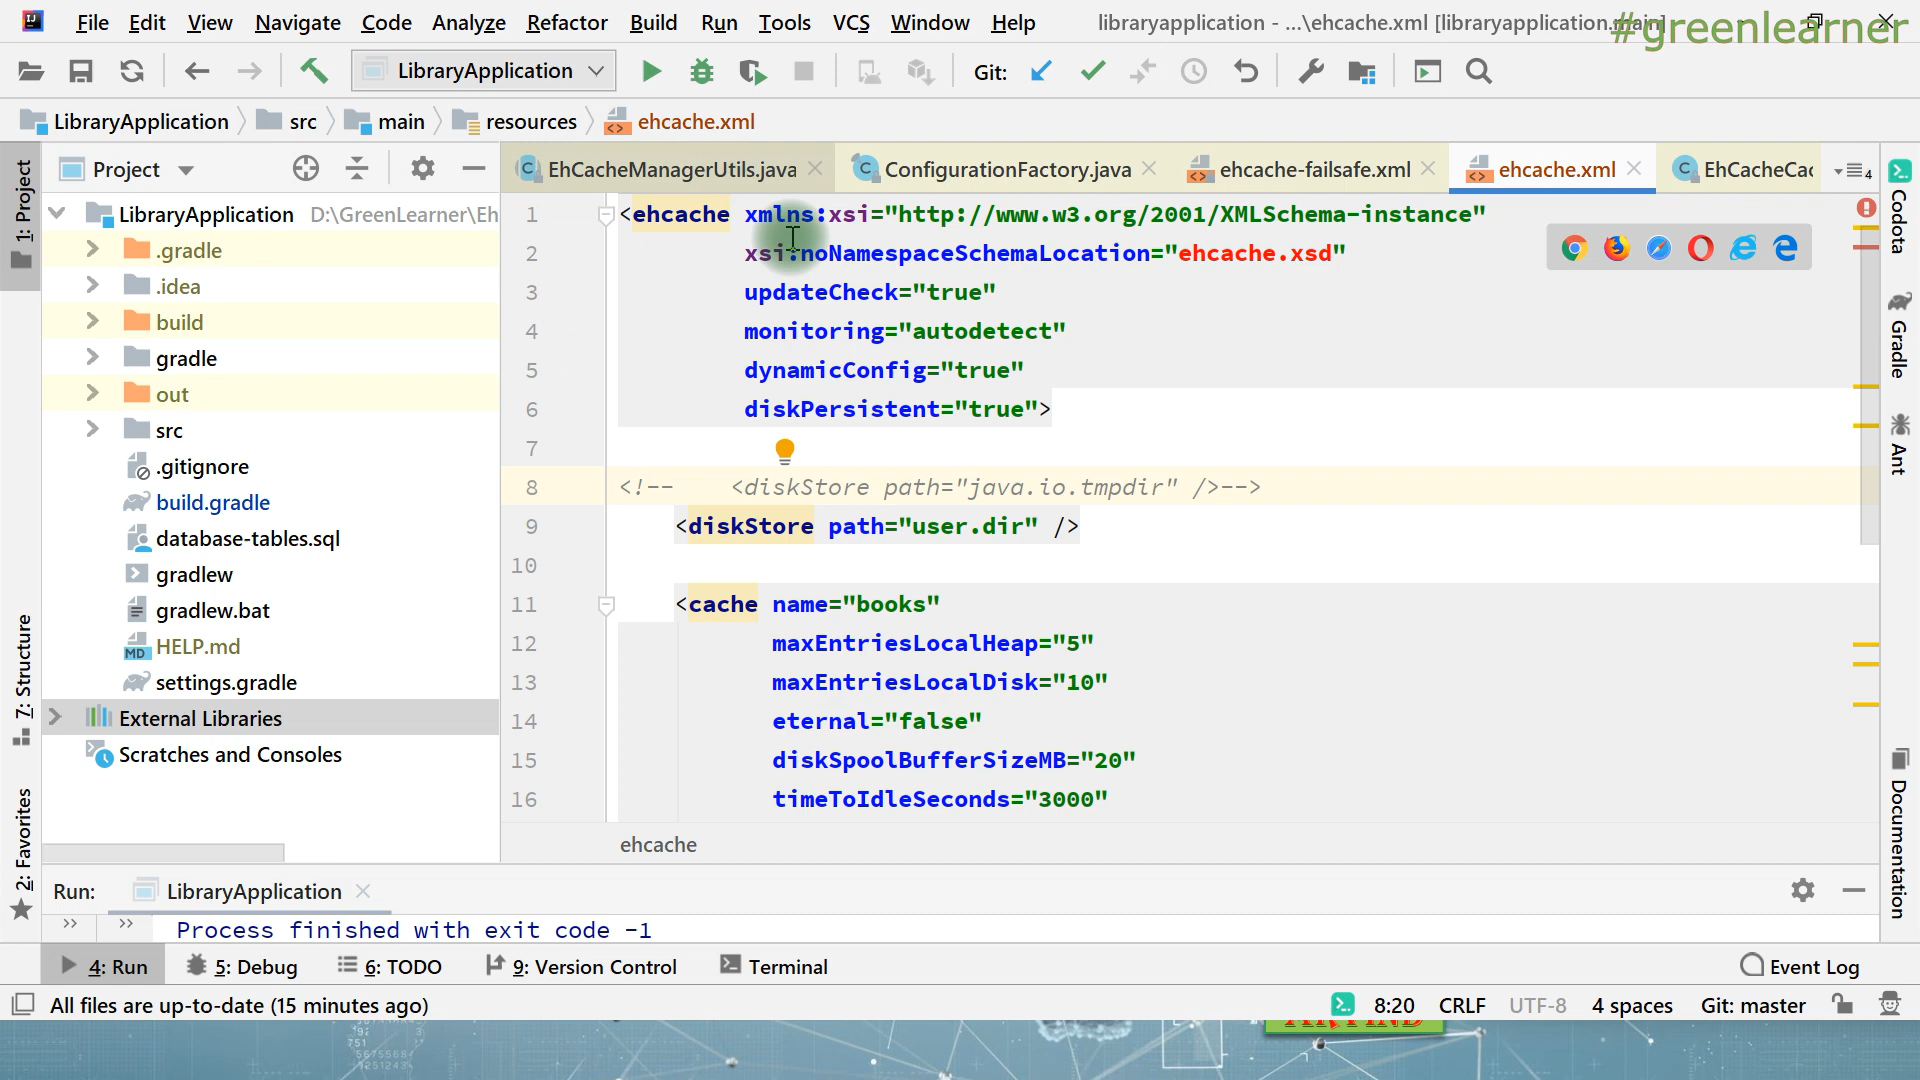 File Edit View Navigate Code Analyze Refactor Build Run Tools VCS Window Help libraryapplication - ...\ehcache.xml [libraryapplication.main]
#greenlearner
LibraryApplication Git:
LibraryApplication src main resources ehcache.xml
Project EhCacheManagerUtils.java ConfigurationFactory.java ehcache-failsafe.xml ehcache.xml EhCacheCac 4
1: Project
7: Structure
2: Favorites
LibraryApplication D:\GreenLearner\Eh
.gradle
.idea
build
gradle
out
src
.gitignore
build.gradle
database-tables.sql
gradlew
gradlew.bat
HELP.md
settings.gradle
External Libraries
Scratches and Consoles
1 <ehcache xmlns:xsi="http://www.w3.org/2001/XMLSchema-instance"
2 xsi:noNamespaceSchemaLocation="ehcache.xsd"
3 updateCheck="true"
4 monitoring="autodetect"
5 dynamicConfig="true"
6 diskPersistent="true">
7
8 <!-- <diskStore path="java.io.tmpdir" />-->
9 <diskStore path="user.dir" />
10
11 <cache name="books"
12 maxEntriesLocalHeap="5"
13 maxEntriesLocalDisk="10"
14 eternal="false"
15 diskSpoolBufferSizeMB="20"
16 timeToIdleSeconds="3000"
ehcache
Codota
Gradle
Ant
Documentation
Run: LibraryApplication
Process finished with exit code -1
4: Run 5: Debug 6: TODO 9: Version Control Terminal Event Log
All files are up-to-date (15 minutes ago) 8:20 CRLF UTF-8 4 spaces Git: master